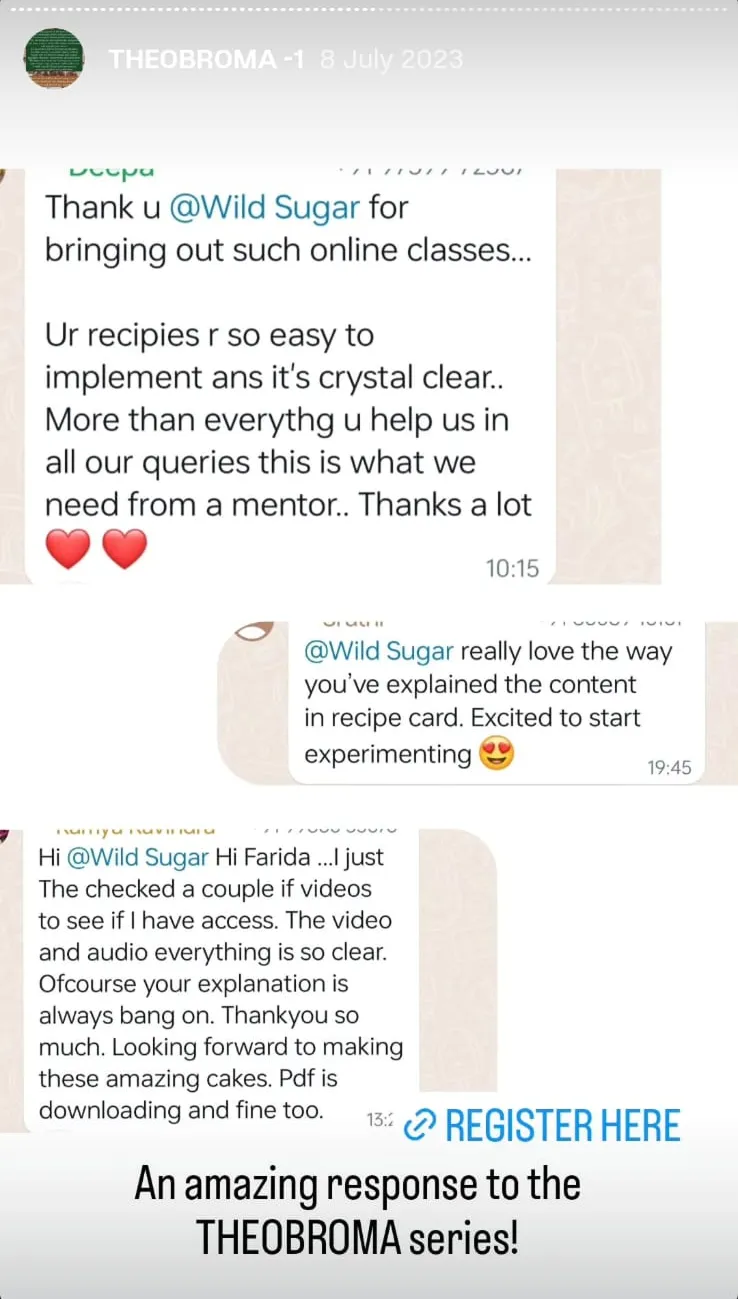 THEOBROMA -1 8 July 2023
Deepa
Thank u @Wild Sugar for
bringing out such online classes...
Ur recipies r so easy to
implement ans it's crystal clear..
More than everythg u help us in
all our queries this is what we
need from a mentor.. Thanks a lot
❤️ ❤️
10:15
@Wild Sugar really love the way
you've explained the content
in recipe card. Excited to start
experimenting 😍
19:45
Hi @Wild Sugar Hi Farida ...I just
The checked a couple if videos
to see if I have access. The video
and audio everything is so clear.
Ofcourse your explanation is
always bang on. Thankyou so
much. Looking forward to making
these amazing cakes. Pdf is
downloading and fine too.
REGISTER HERE
An amazing response to the
THEOBROMA series!